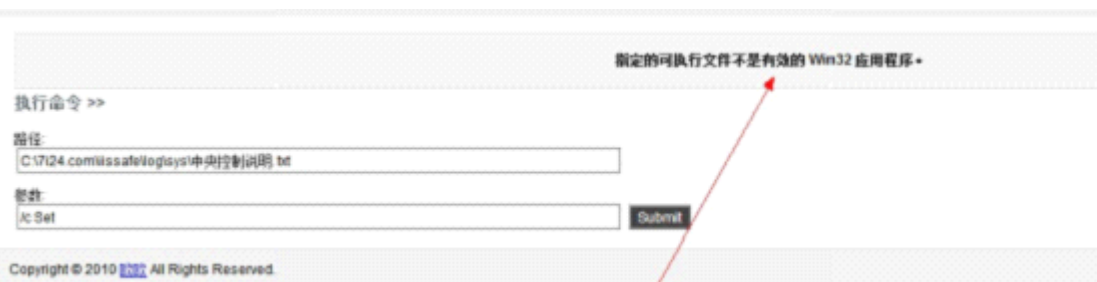 指定的可执行文件不是有效的 Win32 应用程序。
执行命令 >>
路径:
C:\7i24.com\iissafe\log\sys\中央控制说明.txt
参数:
/c Set
Submit
Copyright © 2010 All Rights Reserved.